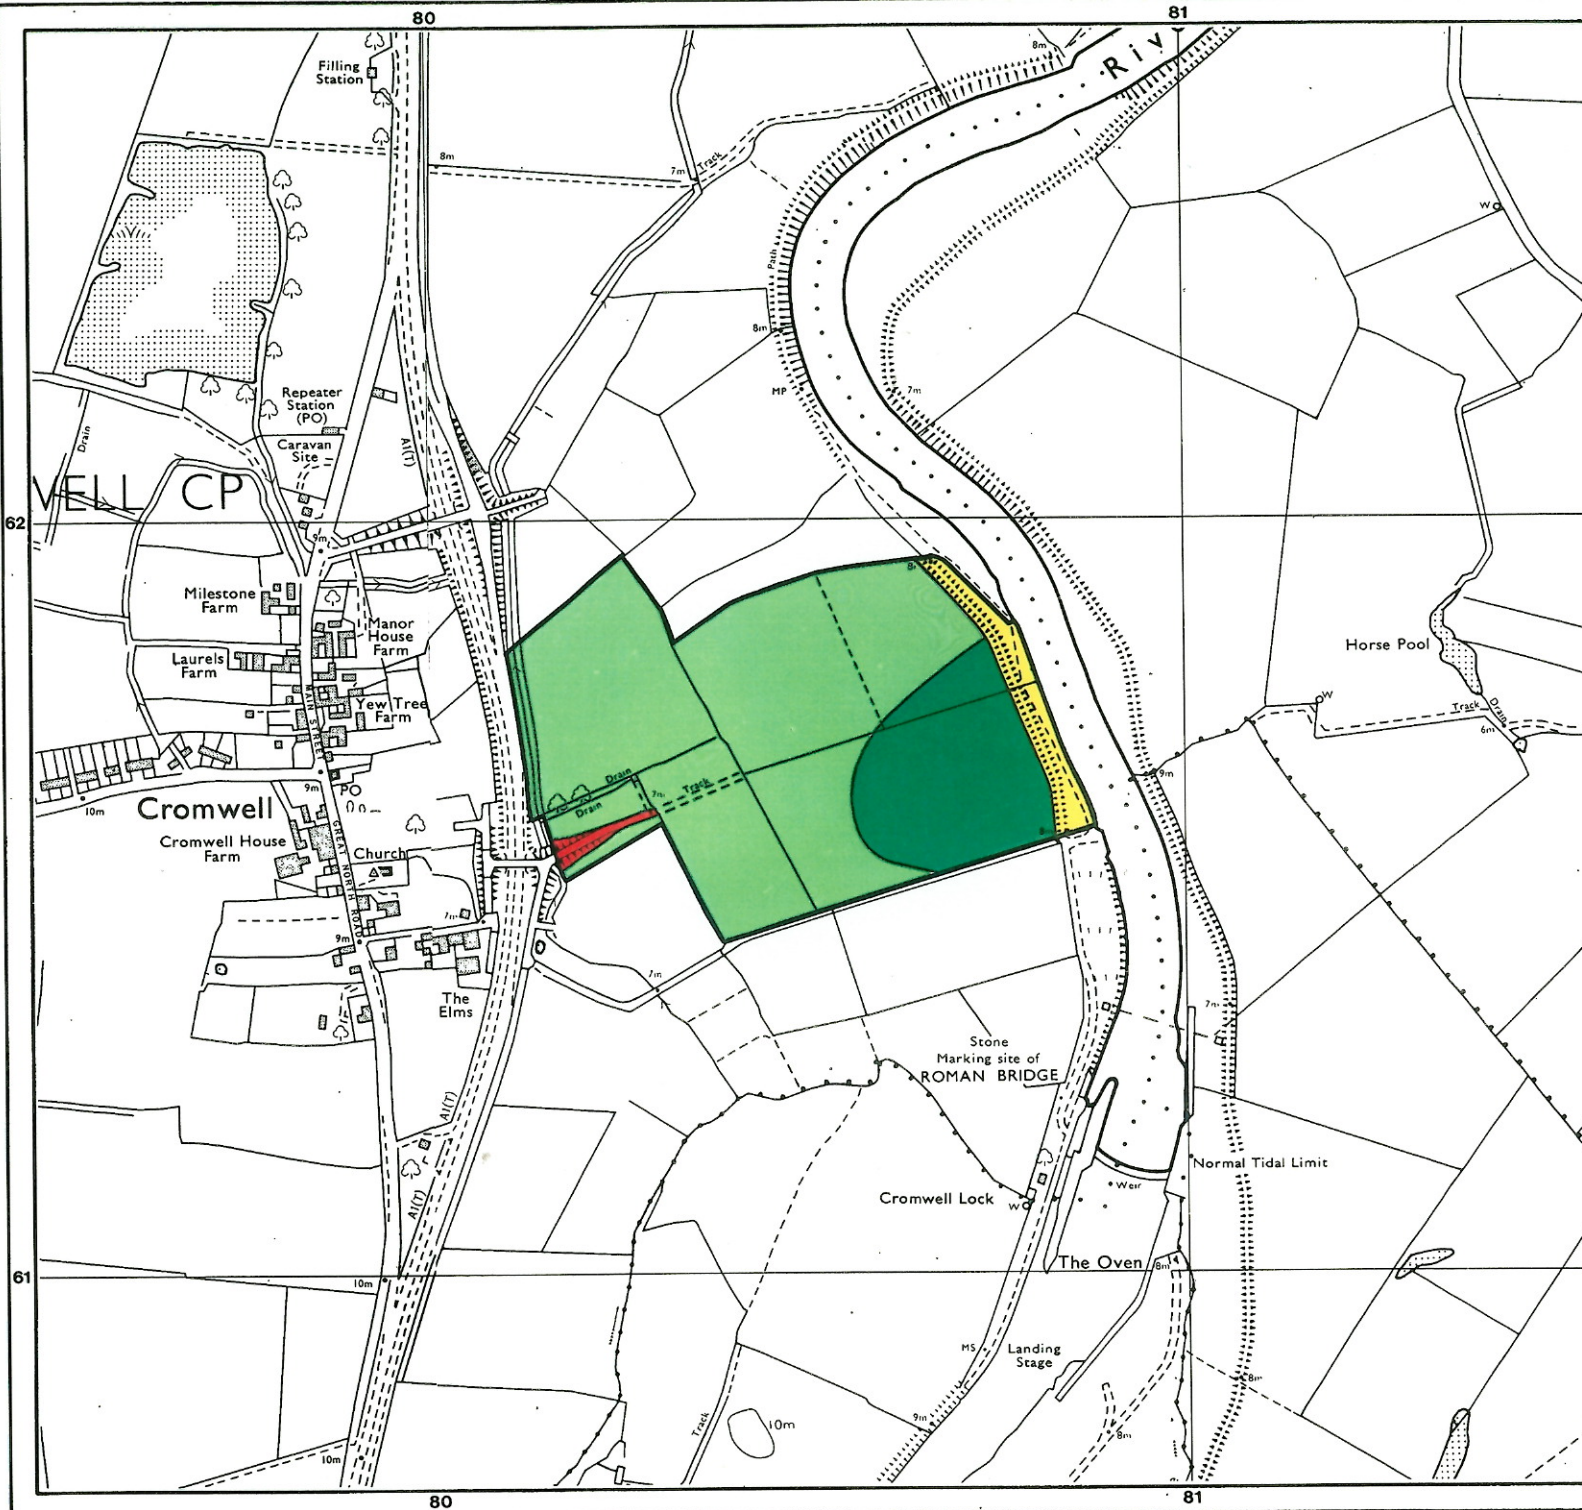 80
81
Filling
Station
8m
Riv
8m
7m
Track
W
Path
8m
MP
7m
Repeater
Station
(PO)
Caravan
Site
A1(T)
Drain
WELL CP
62
9m
Milestone
Farm
Manor
House
Farm
Laurels
Farm
MAIN STREET
Yew Tree
Farm
Horse Pool
W
Track
Drain
6m
9m
PO
9m
10m
Cromwell
Drain
Drain
7m
Track
Cromwell House
Farm
GREAT NORTH ROAD
Church
7m
9m
The
Elms
7m
7m
Stone
Marking site of
ROMAN BRIDGE
A1(T)
A1(T)
Normal Tidal Limit
Weir
Cromwell Lock
W
61
10m
The Oven
8m
MS
Landing
Stage
8m
9m
8m
Track
10m
10m
80
81